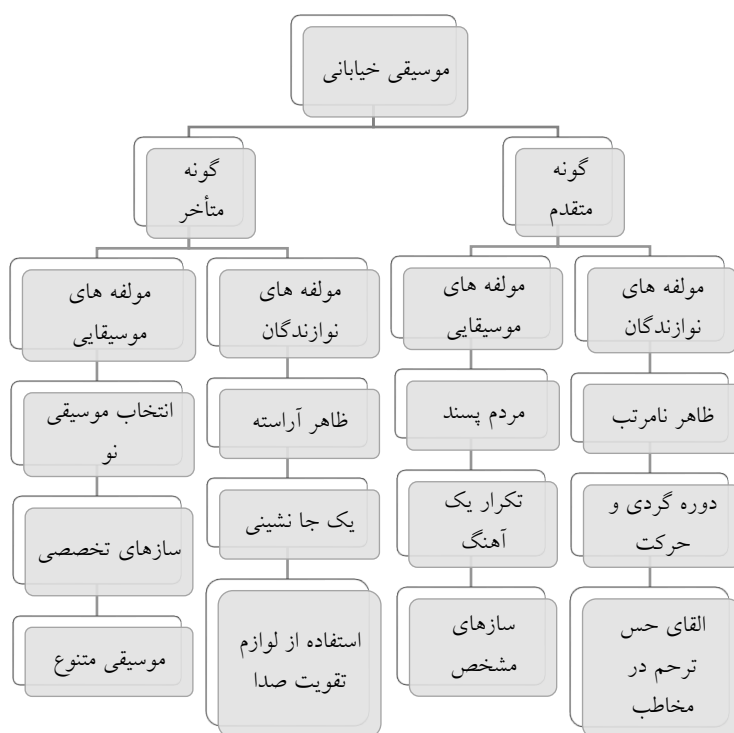 موسیقی خیابانی
گونه
متقدم
گونه
متأخر
مولفه های
نوازندگان
مولفه های
موسیقایی
مولفه های
نوازندگان
مولفه های
موسیقایی
ظاهر نامرتب
مردم پسند
ظاهر آراسته
انتخاب موسیقی
نو
دوره گردی و
حرکت
تکرار یک
آهنگ
یک جا نشینی
سازهای تخصصی
القای حس
ترحم در
مخاطب
سازهای
مشخص
استفاده از لوازم
تقویت صدا
موسیقی متنوع